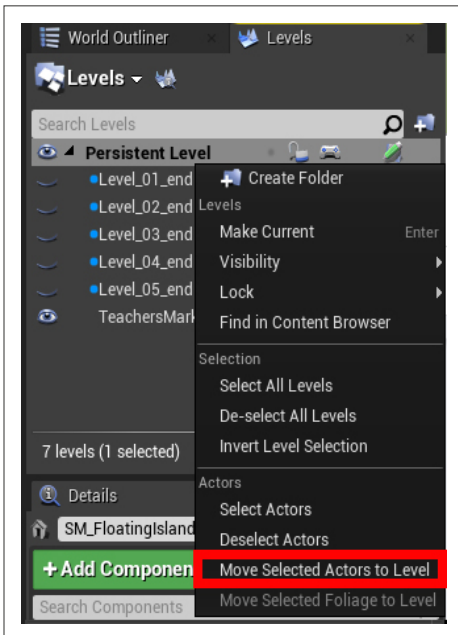 World Outliner
Levels
Levels
Search Levels
Persistent Level
Level_01_end
Level_02_end
Level_03_end
Level_04_end
Level_05_end
TeachersMark
Create Folder
Levels
Make Current Enter
Visibility
Lock
Find in Content Browser
Selection
Select All Levels
De-select All Levels
Invert Level Selection
Actors
Select Actors
Deselect Actors
Move Selected Actors to Level
Move Selected Foliage to Level
7 levels (1 selected)
Details
SM_FloatingIsland
+Add Componen
Search Components